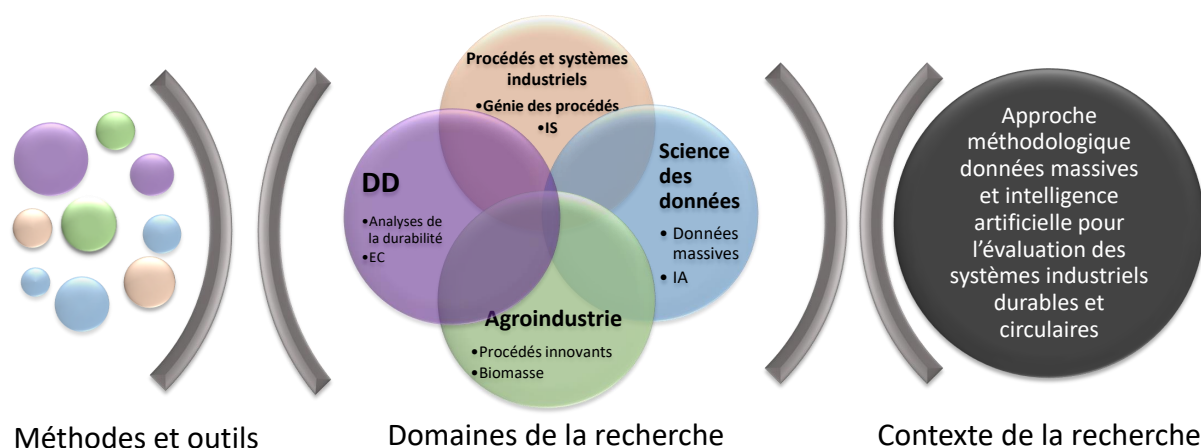 Procédés et systèmes
industriels
•Génie des procédés
•IS
DD
•Analyses de
la durabilité
•EC
Science
des
données
• Données
massives
• IA
Agroindustrie
•Procédés innovants
•Biomasse
Approche
méthodologique
données massives
et intelligence
artificielle pour
l’évaluation des
systèmes industriels
durables et
circulaires
Méthodes et outils
Domaines de la recherche
Contexte de la recherche